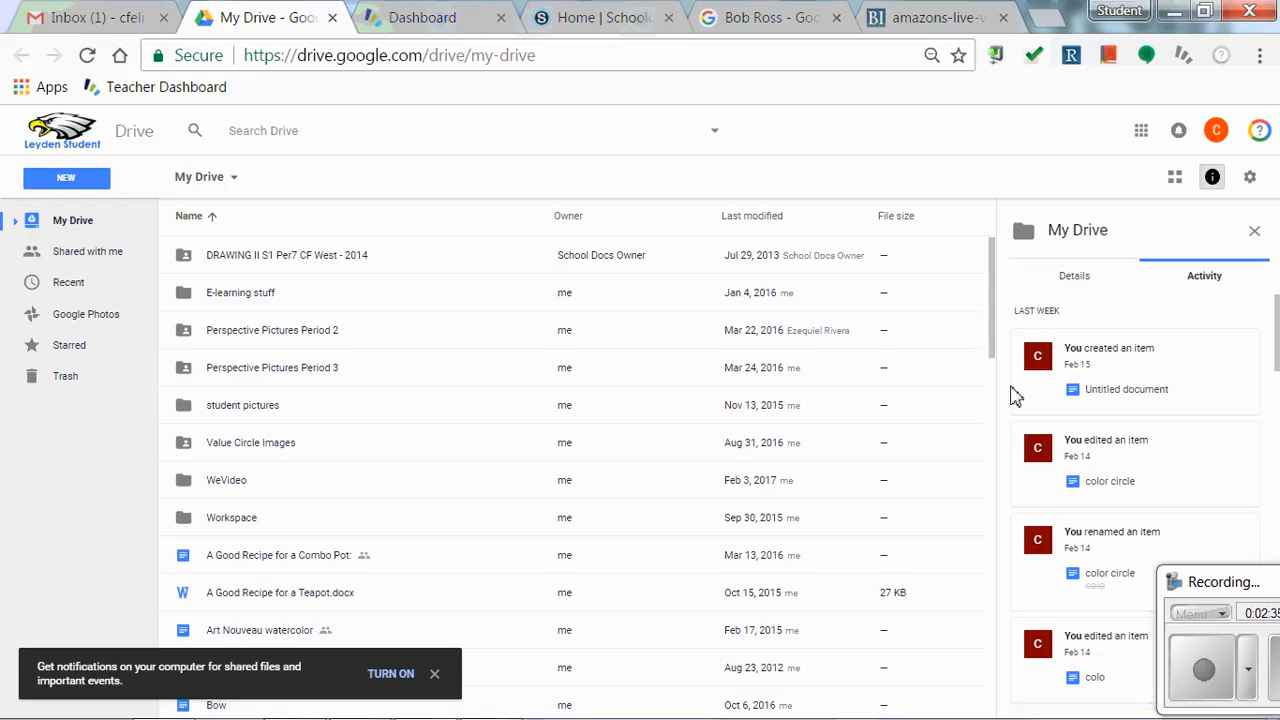 Inbox (1) - cfeli
My Drive - Goo
Dashboard
Home | School
Bob Ross - Goo
amazons-live-v
Student
Secure https://drive.google.com/drive/my-drive
Apps Teacher Dashboard
Leyden Student
Drive
Search Drive
C
NEW
My Drive
My Drive
Shared with me
Recent
Google Photos
Starred
Trash
Name Owner Last modified File size
DRAWING II S1 Per7 CF West - 2014 School Docs Owner Jul 29, 2013 School Docs Owner –
E-learning stuff me Jan 4, 2016 me –
Perspective Pictures Period 2 me Mar 22, 2016 Ezequiel Rivera –
Perspective Pictures Period 3 me Mar 24, 2016 me –
student pictures me Nov 13, 2015 me –
Value Circle Images me Aug 31, 2016 me –
WeVideo me Feb 3, 2017 me –
Workspace me Sep 30, 2015 me –
A Good Recipe for a Combo Pot: me Mar 13, 2016 me –
A Good Recipe for a Teapot.docx me Oct 15, 2015 me 27 KB
Art Nouveau watercolor me Feb 17, 2015 me –
me Aug 23, 2012 me –
Bow me Oct 6, 2016 me –
Get notifications on your computer for shared files and
important events.
TURN ON
My Drive
Details Activity
LAST WEEK
C
You created an item
Feb 15
Untitled document
C
You edited an item
Feb 14
color circle
C
You renamed an item
Feb 14
color circle
colo
C
You edited an item
Feb 14
colo
Recording...
Menu 0:02:35